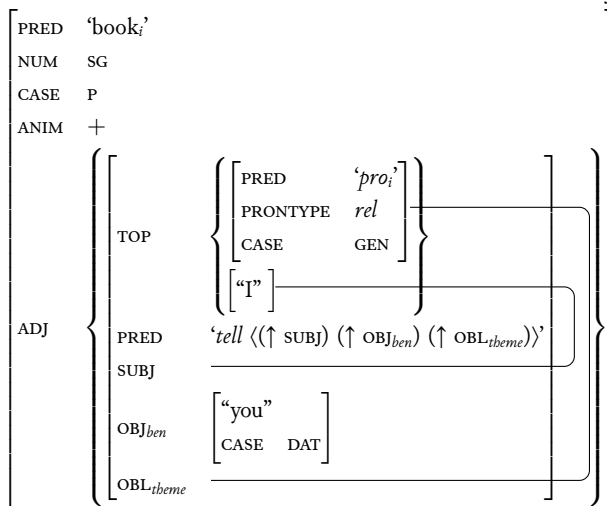 PRED ‘bookᵢ’
NUM SG
CASE P
ANIM +
PRED ‘proᵢ’
PRONTYPE rel
TOP
CASE GEN
“I”
ADJ
PRED ‘tell ⟨(↑ SUBJ) (↑ OBJben) (↑ OBLtheme)⟩’
SUBJ
“you”
OBJben
CASE DAT
OBLtheme